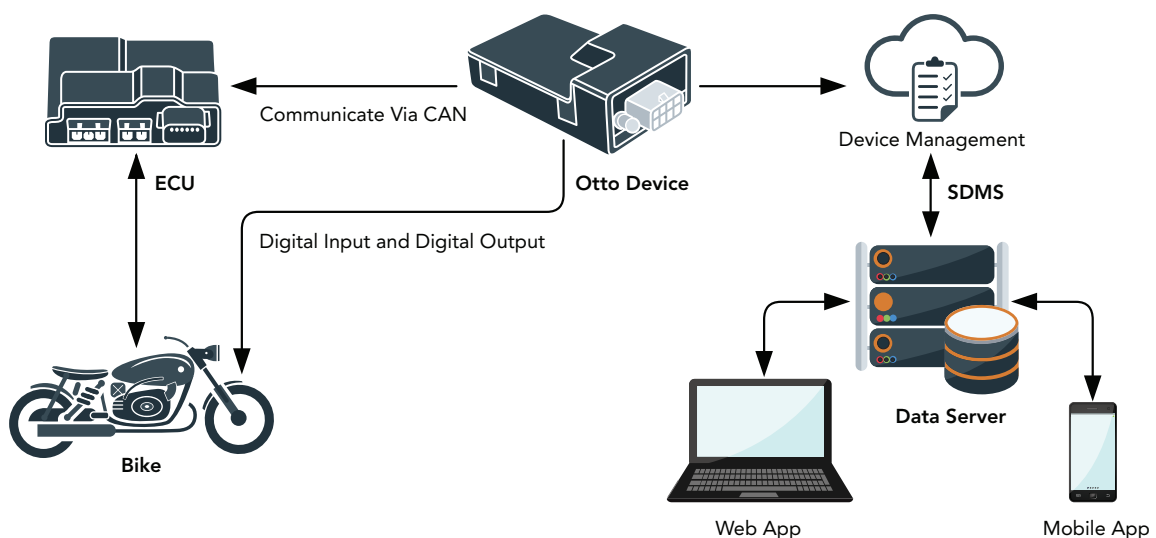 Communicate Via CAN
Device Management
ECU
Otto Device
SDMS
Digital Input and Digital Output
Data Server
Bike
Web App
Mobile App